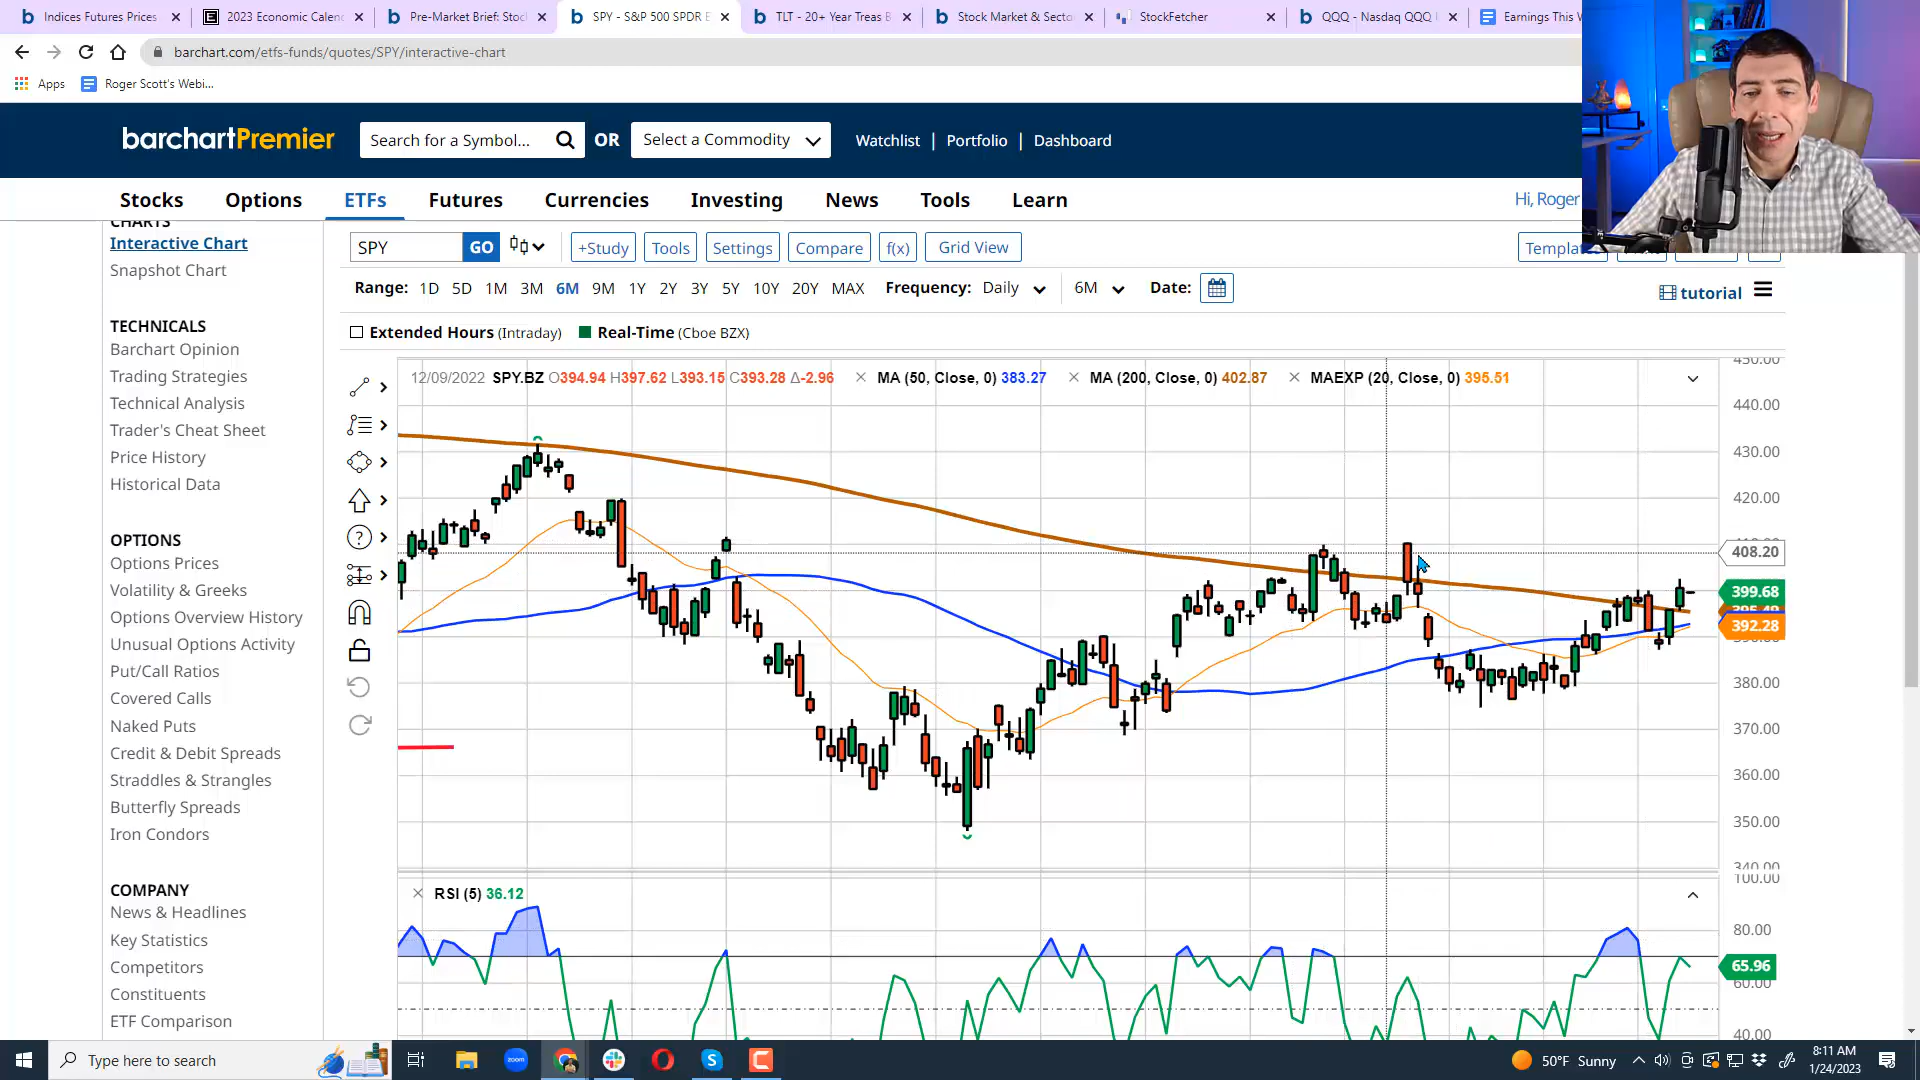 Indices Futures Prices
2023 Economic Calen
Pre-Market Brief: Stoc
SPY - S&P 500 SPDR E
TLT - 20+ Year Treas B
Stock Market & Secto
StockFetcher
QQQ - Nasdaq QQQ
Earnings This W
barchart.com/etfs-funds/quotes/SPY/interactive-chart
Apps
Roger Scott's Webi...
barchartPremier
Search for a Symbol...
OR
Select a Commodity
Watchlist | Portfolio | Dashboard
Stocks
Options
ETFs
Futures
Currencies
Investing
News
Tools
Learn
Hi, Roger
CHARTS
Interactive Chart
Snapshot Chart
TECHNICALS
Barchart Opinion
Trading Strategies
Technical Analysis
Trader's Cheat Sheet
Price History
Historical Data
OPTIONS
Options Prices
Volatility & Greeks
Options Overview History
Unusual Options Activity
Put/Call Ratios
Covered Calls
Naked Puts
Credit & Debit Spreads
Straddles & Strangles
Butterfly Spreads
Iron Condors
COMPANY
News & Headlines
Key Statistics
Competitors
Constituents
ETF Comparison
SPY
GO
+Study
Tools
Settings
Compare
f(x)
Grid View
Range: 1D 5D 1M 3M 6M 9M 1Y 2Y 3Y 5Y 10Y 20Y MAX
Frequency: Daily
6M
Date:
tutorial
Extended Hours (Intraday)
Real-Time (Cboe BZX)
12/09/2022 SPY.BZ O394.94 H397.62 L393.15 C393.28 Δ-2.96
MA (50, Close, 0) 383.27
MA (200, Close, 0) 402.87
MAEXP (20, Close, 0) 395.51
450.00
440.00
430.00
420.00
408.20
399.68
392.28
380.00
370.00
360.00
350.00
340.00
RSI (5) 36.12
100.00
80.00
65.96
60.00
40.00
Type here to search
zoom
50°F Sunny
8:11 AM
1/24/2023